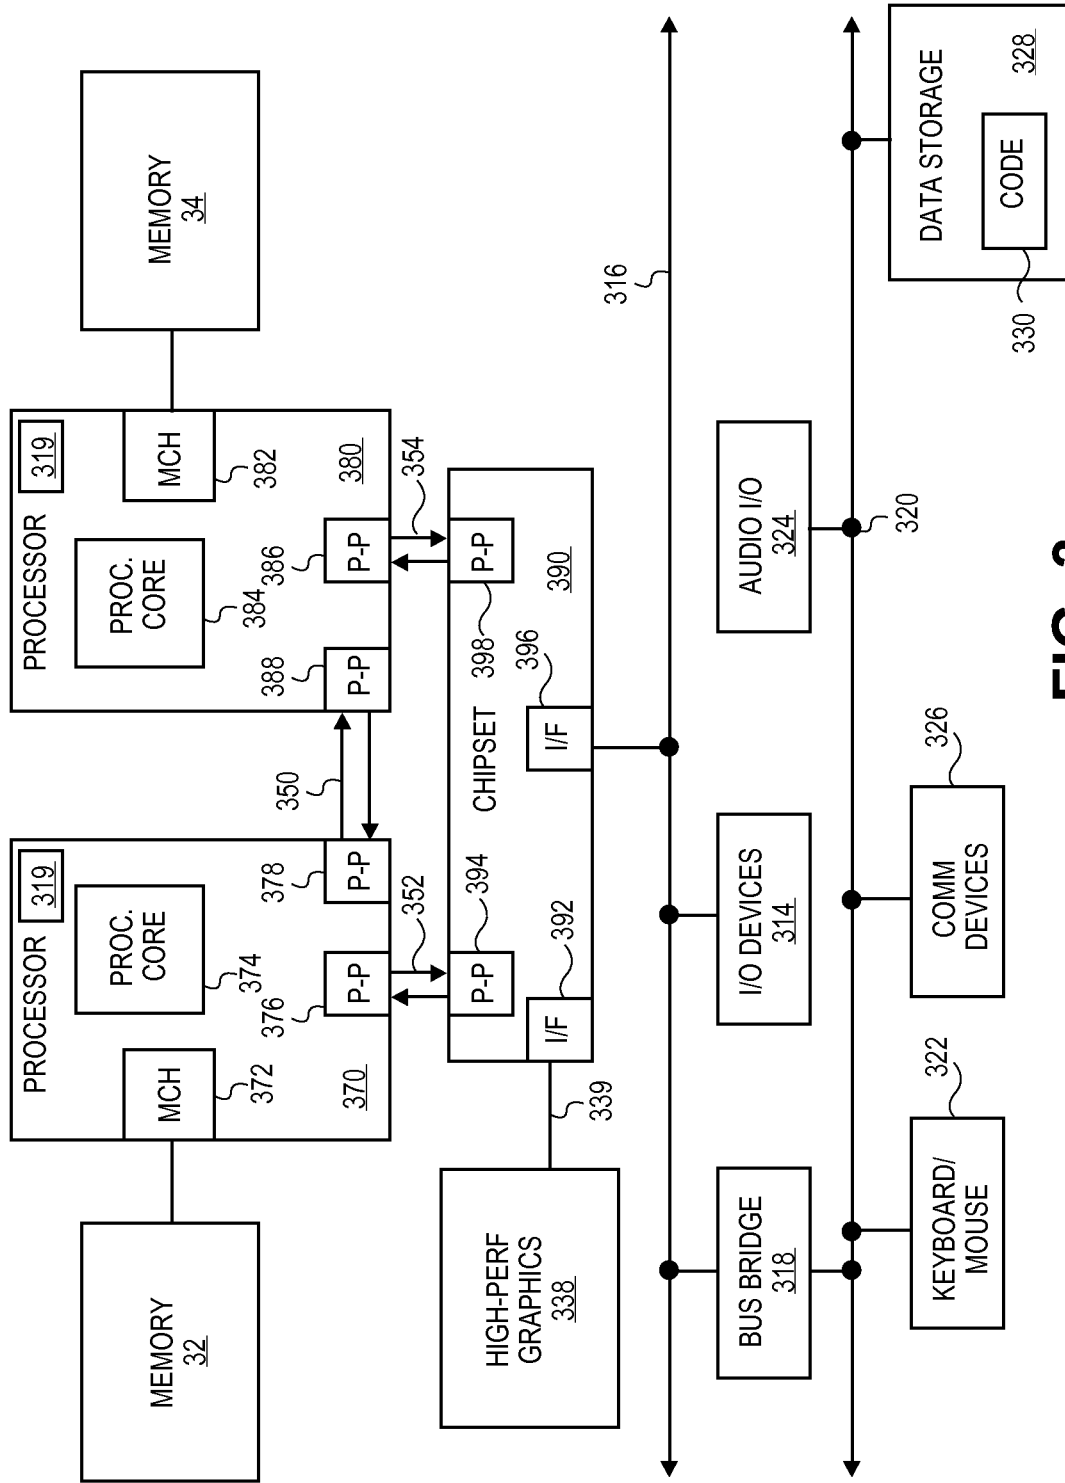 PROCESSOR
319
PROCESSOR
319
MEMORY
32
MCH
372
PROC.
CORE
374
PROC.
CORE
384
MCH
382
MEMORY
34
370
376
P-P
378
P-P
350
388
P-P
386
P-P
380
352
354
HIGH-PERF
GRAPHICS
338
339
I/F
392
P-P
394
CHIPSET
I/F
396
P-P
398
390
316
BUS BRIDGE
318
I/O DEVICES
314
AUDIO I/O
324
320
KEYBOARD/
MOUSE
322
COMM
DEVICES
326
DATA STORAGE
328
CODE
330
FIG.